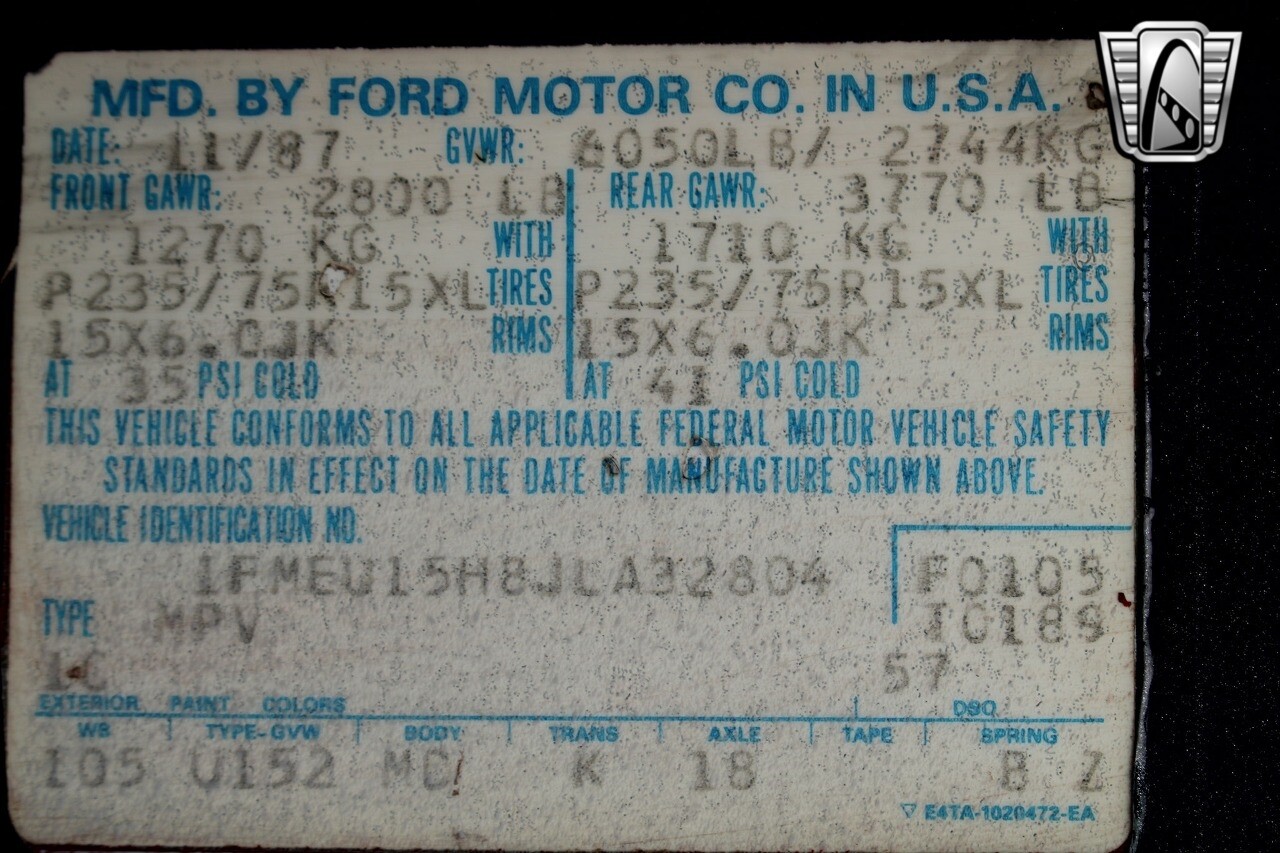 MFD. BY FORD MOTOR CO. IN U.S.A.
DATE: 11/87 GVWR: 6050LB/ 2744KG
FRONT GAWR: 2800 LB REAR GAWR: 3770 LB
1270 KG WITH 1710 KG WITH
P235/75R15XL TIRES P235/75R15XL TIRES
15X6.0JK RIMS 15X6.0JK RIMS
AT 35 PSI COLD AT 41 PSI COLD
THIS VEHICLE CONFORMS TO ALL APPLICABLE FEDERAL MOTOR VEHICLE SAFETY
STANDARDS IN EFFECT ON THE DATE OF MANUFACTURE SHOWN ABOVE.
VEHICLE IDENTIFICATION NO.
1FMEU15H8JLA32804 F0105
TYPE MPV T0189
1C 57
EXTERIOR PAINT COLORS DSO
WB TYPE-GVW BODY TRANS AXLE TAPE SPRING
105 U152 K 18 B Z
E4TA-1020472-EA